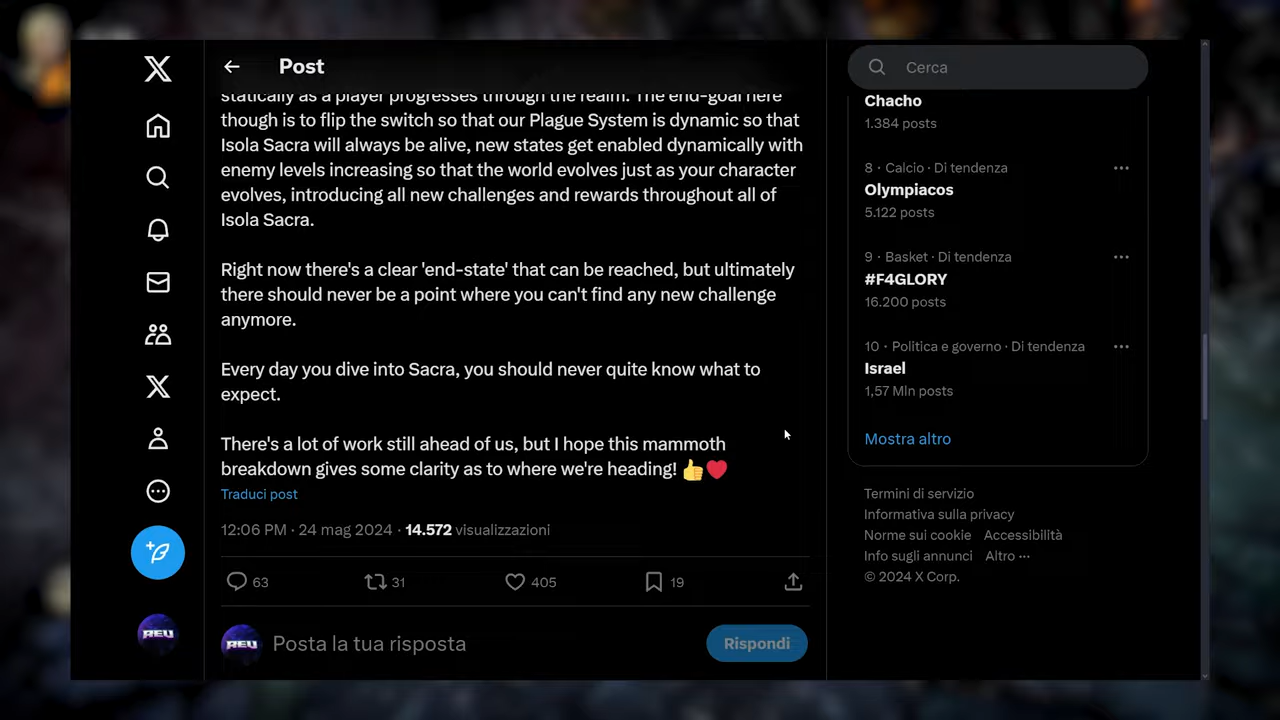 Post
statically as a player progresses through the realm. The end-goal here
though is to flip the switch so that our Plague System is dynamic so that
Isola Sacra will always be alive, new states get enabled dynamically with
enemy levels increasing so that the world evolves just as your character
evolves, introducing all new challenges and rewards throughout all of
Isola Sacra.
Right now there's a clear 'end-state' that can be reached, but ultimately
there should never be a point where you can't find any new challenge
anymore.
Every day you dive into Sacra, you should never quite know what to
expect.
There's a lot of work still ahead of us, but I hope this mammoth
breakdown gives some clarity as to where we're heading! 👍❤️
Traduci post
12:06 PM · 24 mag 2024 · 14.572 visualizzazioni
63 31 405 19
REU Posta la tua risposta Rispondi
REU
Cerca
Chacho
1.384 posts
8 · Calcio · Di tendenza
Olympiacos
5.122 posts
9 · Basket · Di tendenza
#F4GLORY
16.200 posts
10 · Politica e governo · Di tendenza
Israel
1,57 Mln posts
Mostra altro
Termini di servizio
Informativa sulla privacy
Norme sui cookie Accessibilità
Info sugli annunci Altro ···
© 2024 X Corp.